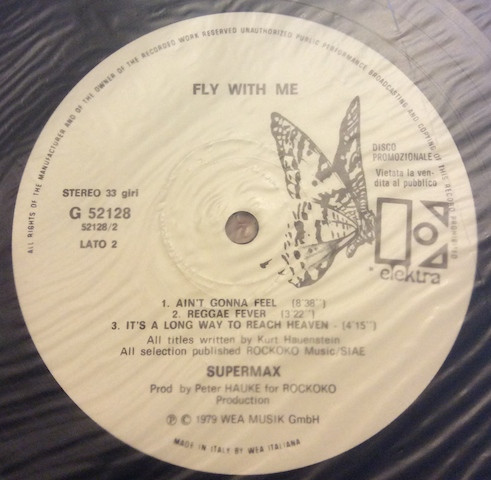 ALL RIGHTS OF THE MANUFACTURER AND OF THE OWNER OF THE RECORDED WORK RESERVED UNAUTHORIZED PUBLIC PERFORMANCE BROADCASTING AND COPYING OF THIS RECORD PROHIBITED
FLY WITH ME
DISCO
PROMOZIONALE
Vietata la ven-
dita al pubblico
STEREO 33 giri
G 52128
52128/2
LATO 2
elektra
1. AIN'T GONNA FEEL (8'38'')
2. REGGAE FEVER (3'22'')
3. IT'S A LONG WAY TO REACH HEAVEN - (4'15'')
All titles written by Kurt Hauenstein
All selection published ROCKOKO Music/SIAE
SUPERMAX
Prod by Peter HAUKE for ROCKOKO
Production
℗ © 1979 WEA MUSIK GmbH
MADE IN ITALY BY WEA ITALIANA